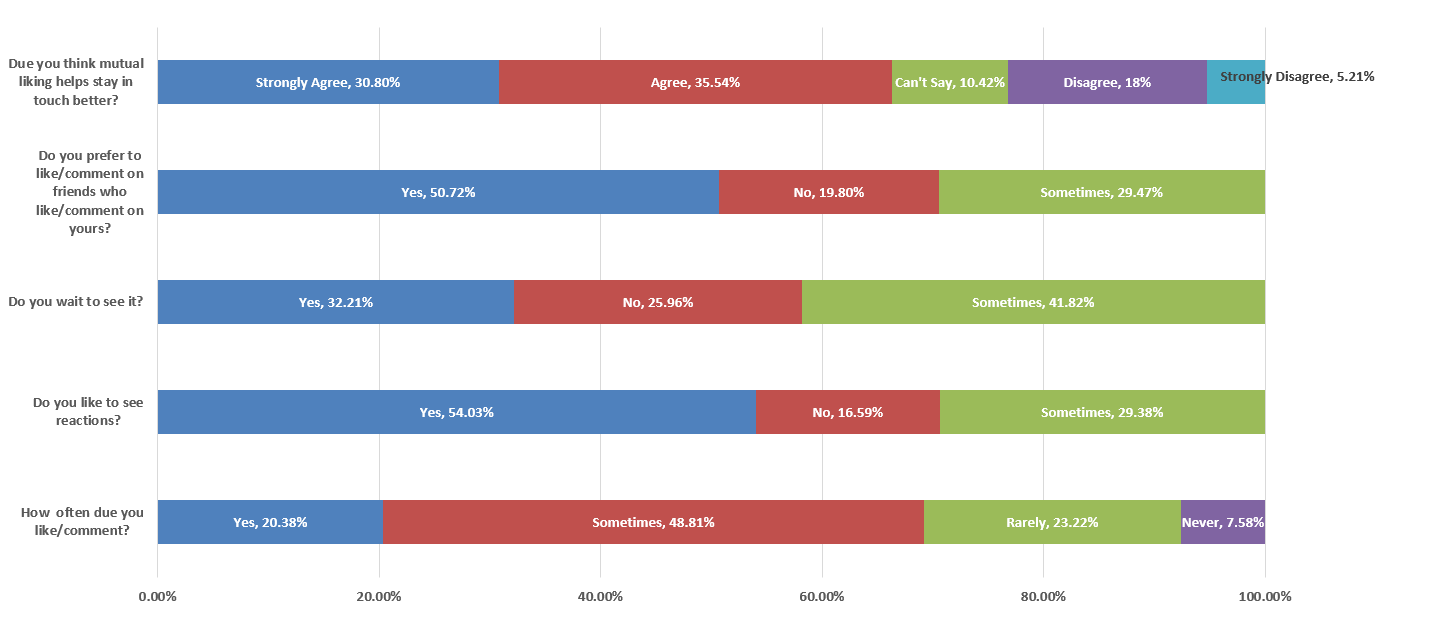 Due you think mutual
liking helps stay in
touch better?
Strongly Agree, 30.80%
Agree, 35.54%
Can't Say, 10.42%
Disagree, 18%
Strongly Disagree, 5.21%
Do you prefer to
like/comment on
friends who
like/comment on
yours?
Yes, 50.72%
No, 19.80%
Sometimes, 29.47%
Do you wait to see it?
Yes, 32.21%
No, 25.96%
Sometimes, 41.82%
Do you like to see
reactions?
Yes, 54.03%
No, 16.59%
Sometimes, 29.38%
How often due you
like/comment?
Yes, 20.38%
Sometimes, 48.81%
Rarely, 23.22%
Never, 7.58%
0.00%
20.00%
40.00%
60.00%
80.00%
100.00%